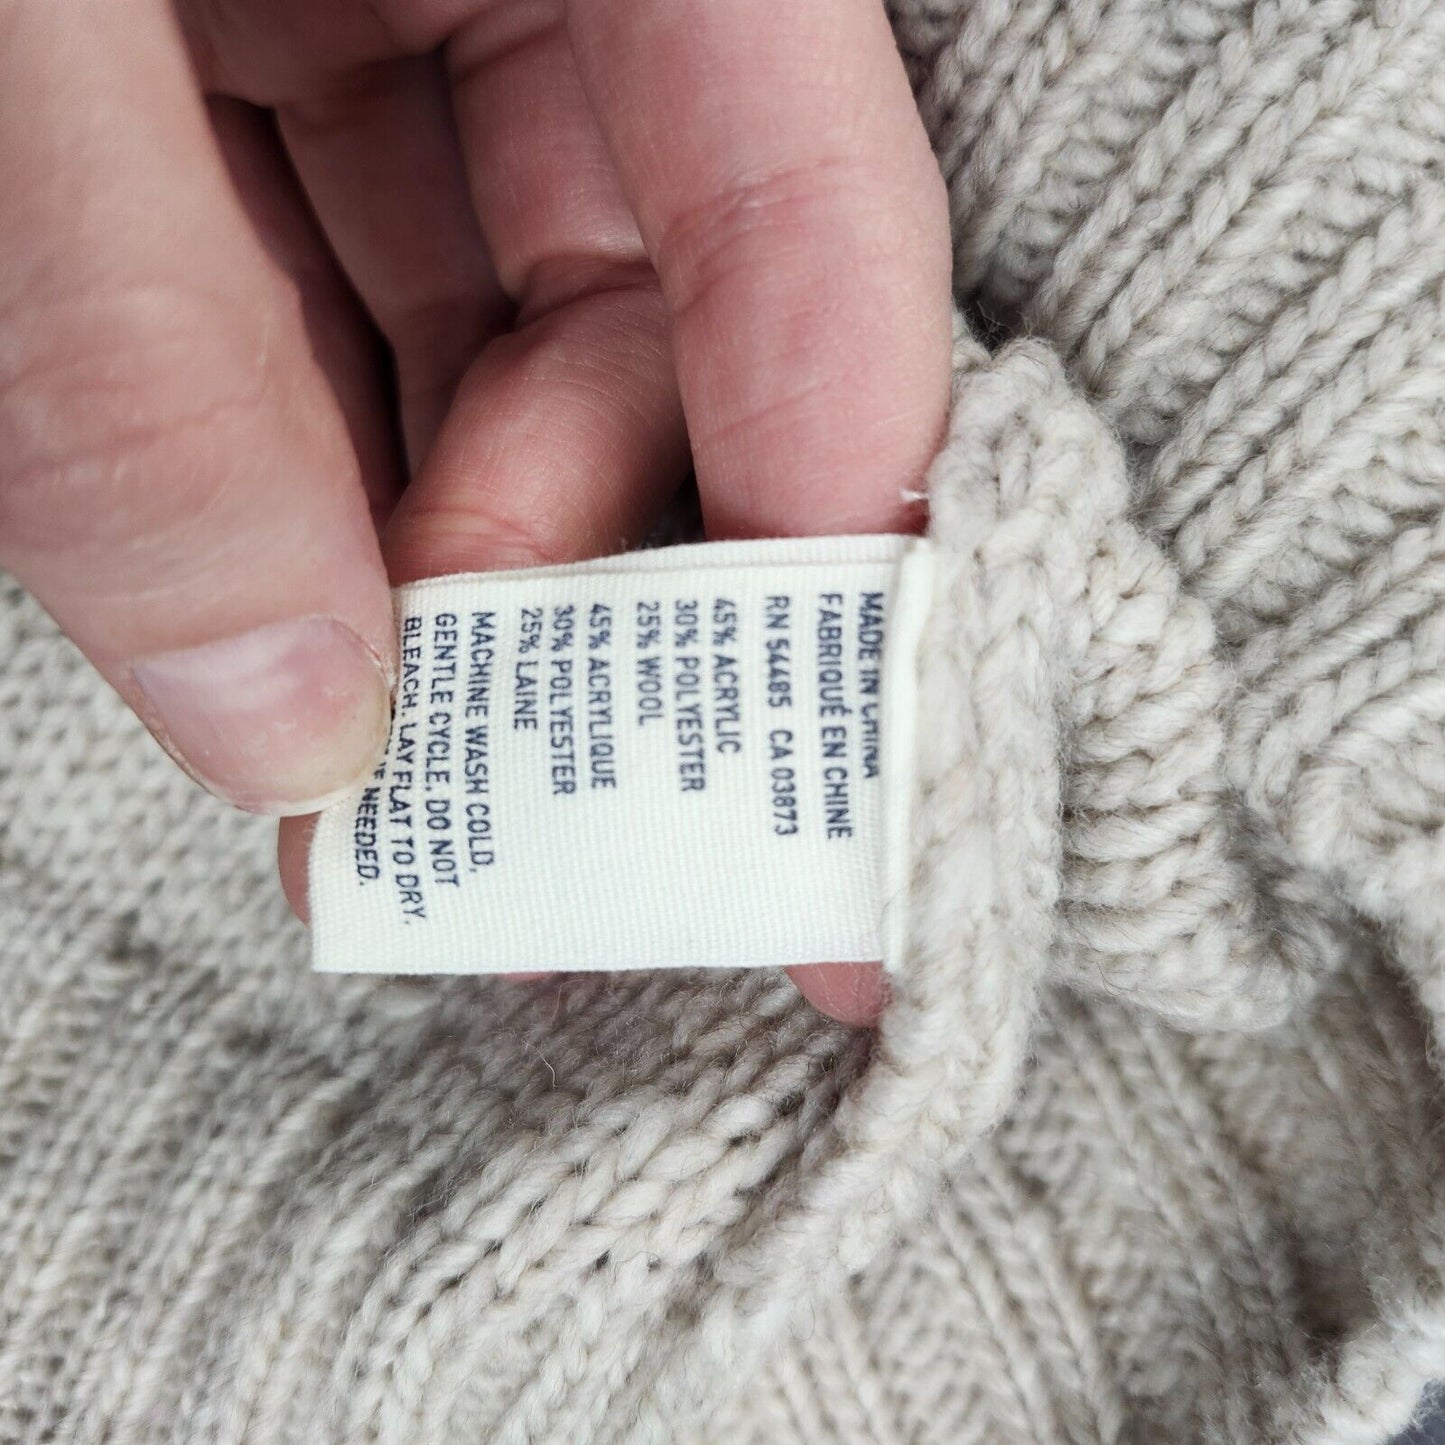 MADE IN CHINA
FABRIQUÉ EN CHINE
RN 54485 CA 03873
45% ACRYLIC
30% POLYESTER
25% WOOL
45% ACRYLIQUE
30% POLYESTER
25% LAINE
MACHINE WASH COLD,
GENTLE CYCLE. DO NOT
BLEACH. LAY FLAT TO DRY.
NEEDED.